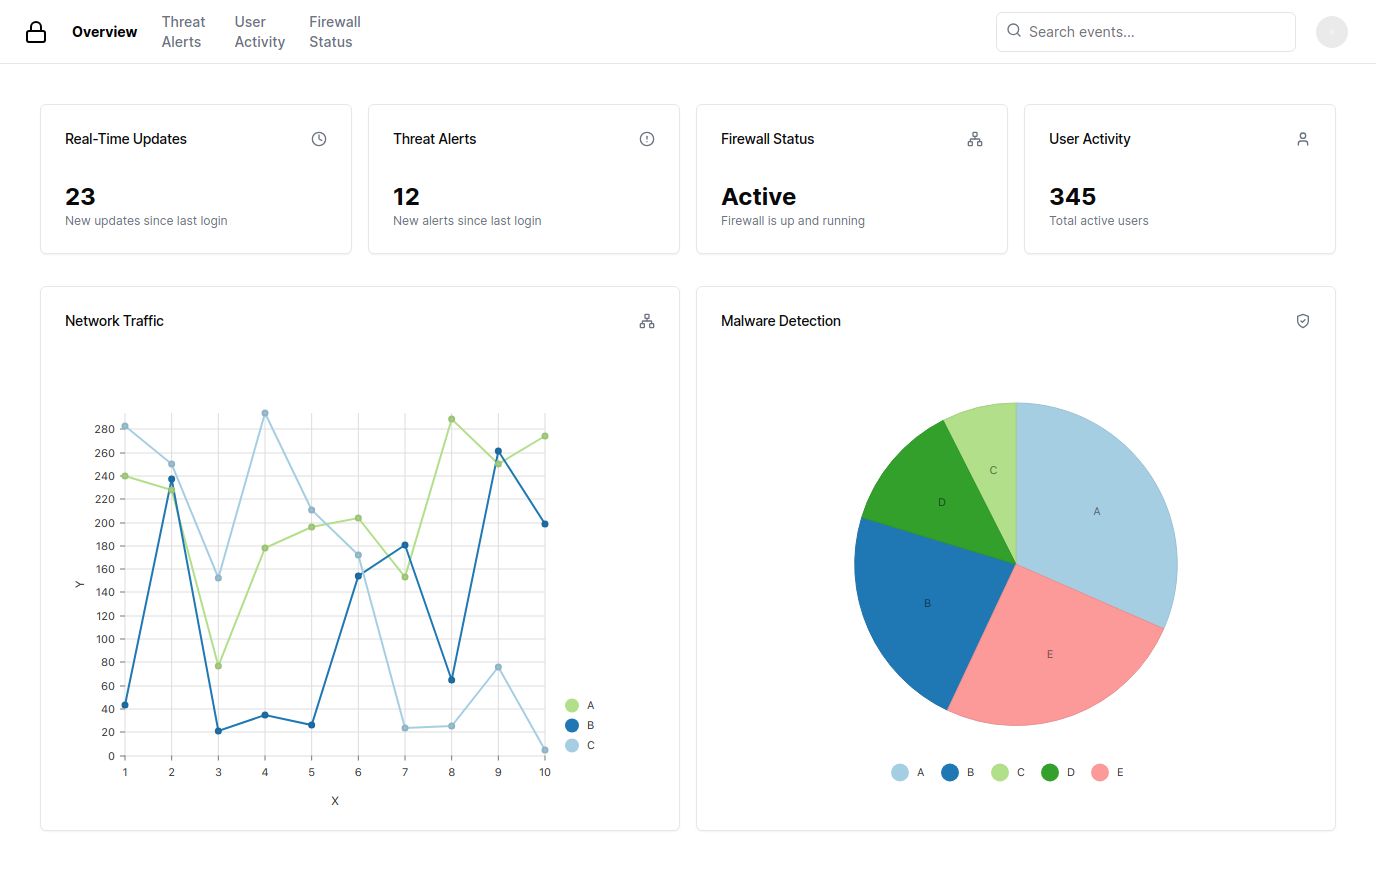 Overview
Threat
Alerts
User
Activity
Firewall
Status
Search events...
Real-Time Updates
23
New updates since last login
Threat Alerts
12
New alerts since last login
Firewall Status
Active
Firewall is up and running
User Activity
345
Total active users
Network Traffic
280
260
240
220
200
180
160
140
120
100
80
60
40
20
0
Y
1 2 3 4 5 6 7 8 9 10
X
A
B
C
Malware Detection
C
A
D
B
E
A B C D E